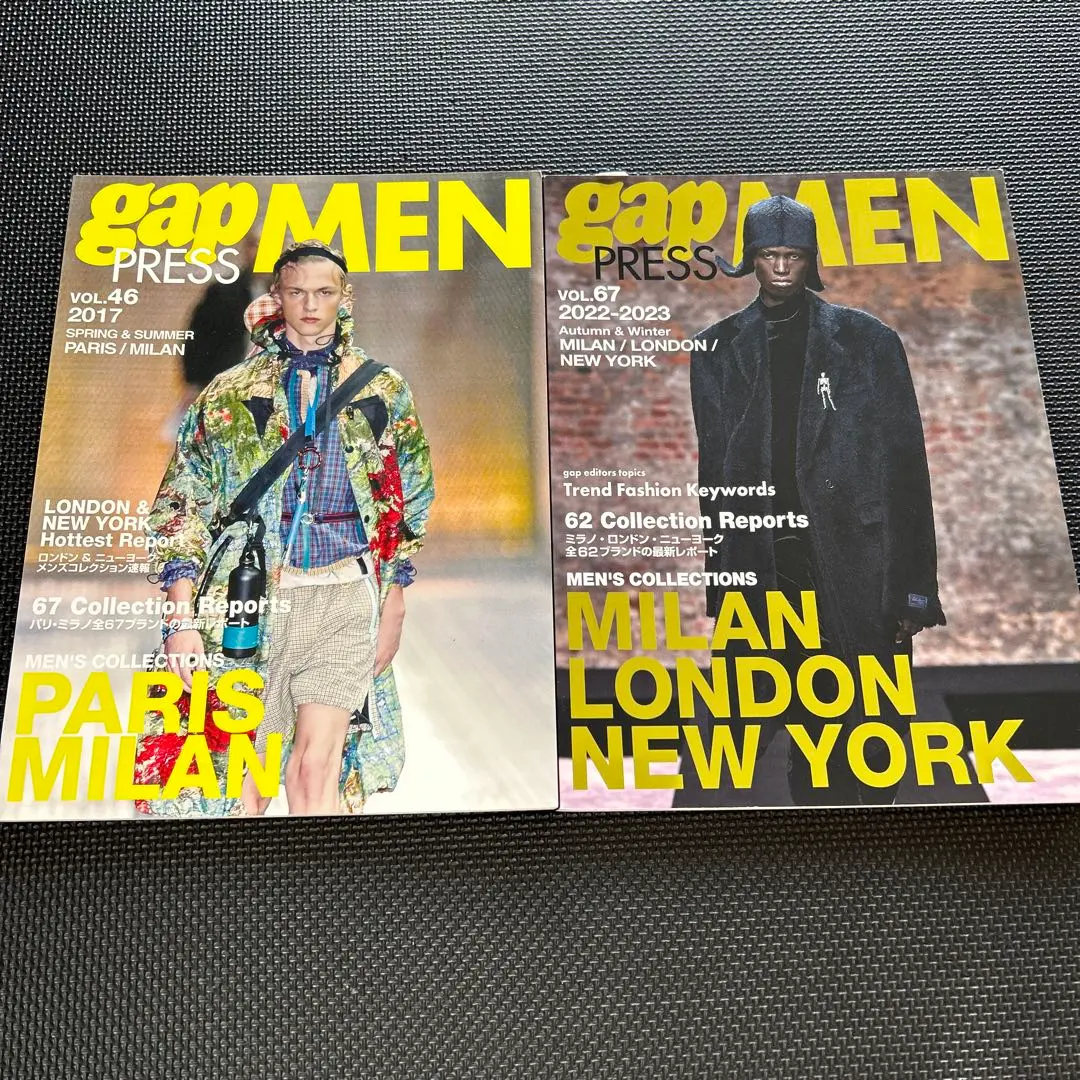 gap MEN
PRESS
VOL.46
2017
SPRING & SUMMER
PARIS / MILAN
LONDON &
NEW YORK
Hottest Report
ロンドン & ニューヨーク
メンズコレクション速報
67 Collection Reports
パリ・ミラノ全67ブランドの最新レポート
MEN'S COLLECTIONS
PARIS
MILAN
gap MEN
PRESS
VOL.67
2022-2023
Autumn & Winter
MILAN / LONDON /
NEW YORK
gap editors topics
Trend Fashion Keywords
62 Collection Reports
ミラノ・ロンドン・ニューヨーク
全62ブランドの最新レポート
MEN'S COLLECTIONS
MILAN
LONDON
NEW YORK